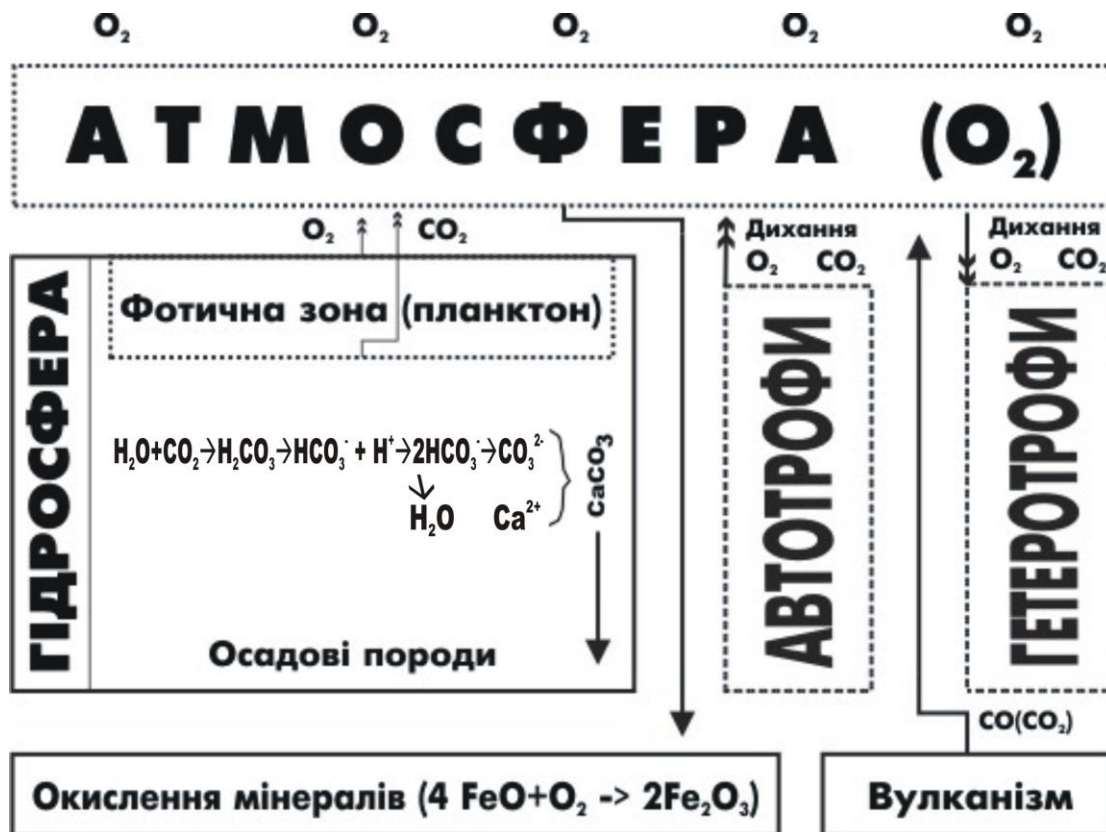 O₂ O₂ O₂ O₂ O₂
АТМОСФЕРА (O₂)
O₂ CO₂
Дихання
O₂ CO₂
Дихання
O₂ CO₂
ГІДРОСФЕРА
Фотична зона (планктон)
H₂O+CO₂→H₂CO₃→HCO₃⁻ + H⁺→2HCO₃⁻→CO₃²⁻
H₂O Ca²⁺
CaCO₃
Осадові породи
АВТОТРОФИ
ГЕТЕРОТРОФИ
CO(CO₂)
Окислення мінералів (4 FeO+O₂ -> 2Fe₂O₃)
Вулканізм